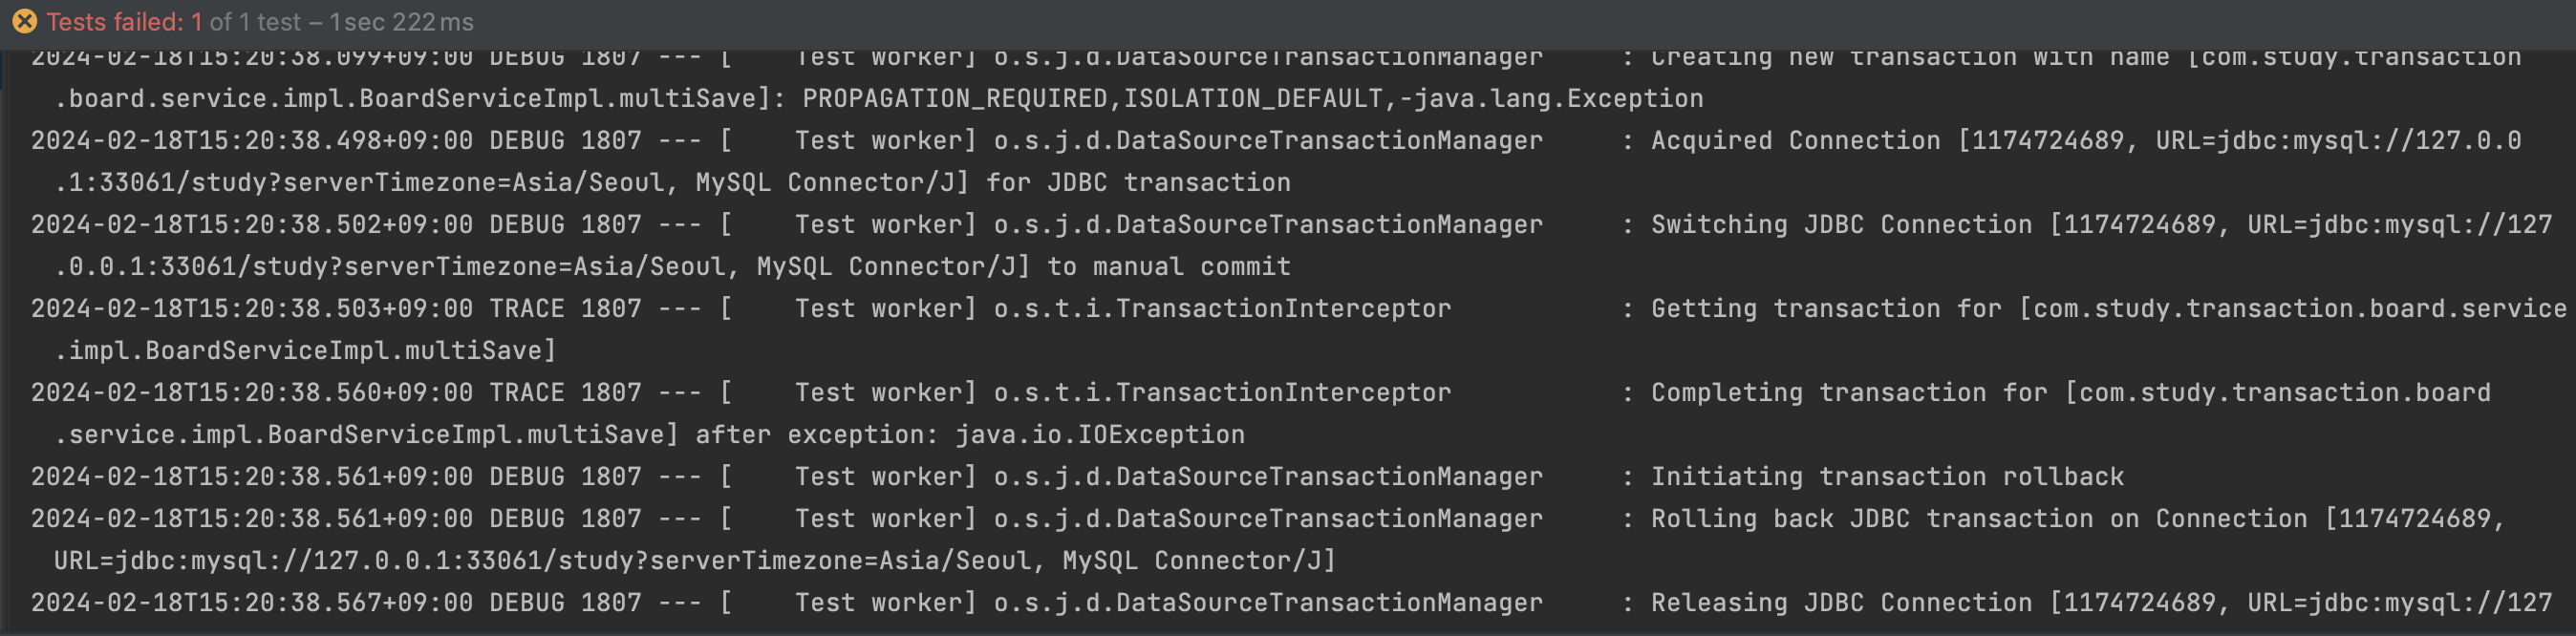 Tests failed: 1 of 1 test – 1 sec 222 ms
2024-02-18T15:20:38.099+09:00 DEBUG 1807 --- [    Test worker] o.s.j.d.DataSourceTransactionManager     : Creating new transaction with name [com.study.transaction
.board.service.impl.BoardServiceImpl.multiSave]: PROPAGATION_REQUIRED,ISOLATION_DEFAULT,-java.lang.Exception
2024-02-18T15:20:38.498+09:00 DEBUG 1807 --- [    Test worker] o.s.j.d.DataSourceTransactionManager     : Acquired Connection [1174724689, URL=jdbc:mysql://127.0.0
.1:33061/study?serverTimezone=Asia/Seoul, MySQL Connector/J] for JDBC transaction
2024-02-18T15:20:38.502+09:00 DEBUG 1807 --- [    Test worker] o.s.j.d.DataSourceTransactionManager     : Switching JDBC Connection [1174724689, URL=jdbc:mysql://127
.0.0.1:33061/study?serverTimezone=Asia/Seoul, MySQL Connector/J] to manual commit
2024-02-18T15:20:38.503+09:00 TRACE 1807 --- [    Test worker] o.s.t.i.TransactionInterceptor           : Getting transaction for [com.study.transaction.board.service
.impl.BoardServiceImpl.multiSave]
2024-02-18T15:20:38.560+09:00 TRACE 1807 --- [    Test worker] o.s.t.i.TransactionInterceptor           : Completing transaction for [com.study.transaction.board
.service.impl.BoardServiceImpl.multiSave] after exception: java.io.IOException
2024-02-18T15:20:38.561+09:00 DEBUG 1807 --- [    Test worker] o.s.j.d.DataSourceTransactionManager     : Initiating transaction rollback
2024-02-18T15:20:38.561+09:00 DEBUG 1807 --- [    Test worker] o.s.j.d.DataSourceTransactionManager     : Rolling back JDBC transaction on Connection [1174724689,
URL=jdbc:mysql://127.0.0.1:33061/study?serverTimezone=Asia/Seoul, MySQL Connector/J]
2024-02-18T15:20:38.567+09:00 DEBUG 1807 --- [    Test worker] o.s.j.d.DataSourceTransactionManager     : Releasing JDBC Connection [1174724689, URL=jdbc:mysql://127